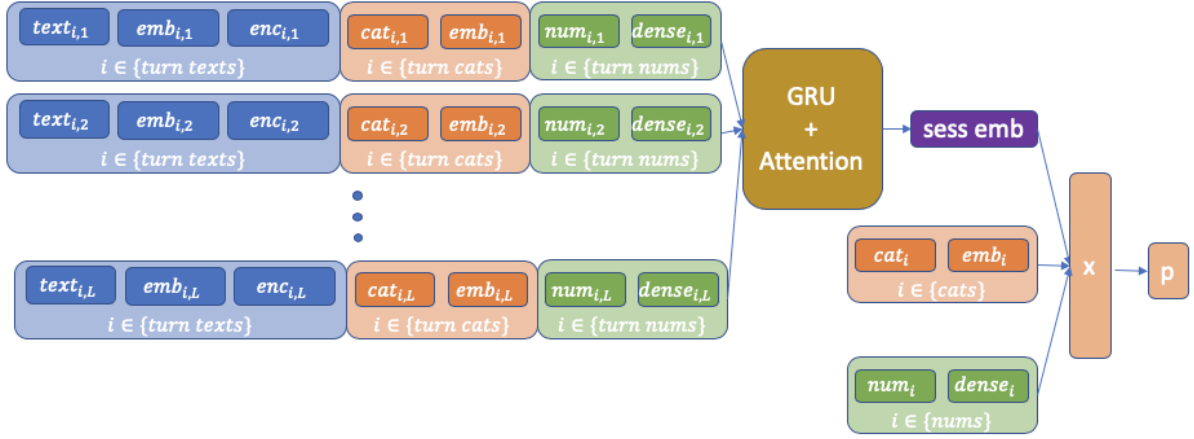 text_{i,1} emb_{i,1} enc_{i,1} cat_{i,1} emb_{i,1} num_{i,1} dense_{i,1}
i ∈ {turn texts} i ∈ {turn cats} i ∈ {turn nums}
text_{i,2} emb_{i,2} enc_{i,2} cat_{i,2} emb_{i,2} num_{i,2} dense_{i,2}
i ∈ {turn texts} i ∈ {turn cats} i ∈ {turn nums}
text_{i,L} emb_{i,L} enc_{i,L} cat_{i,L} emb_{i,L} num_{i,L} dense_{i,L}
i ∈ {turn texts} i ∈ {turn cats} i ∈ {turn nums}
GRU
+
Attention
sess emb
cat_i emb_i
i ∈ {cats}
num_i dense_i
i ∈ {nums}
x
p